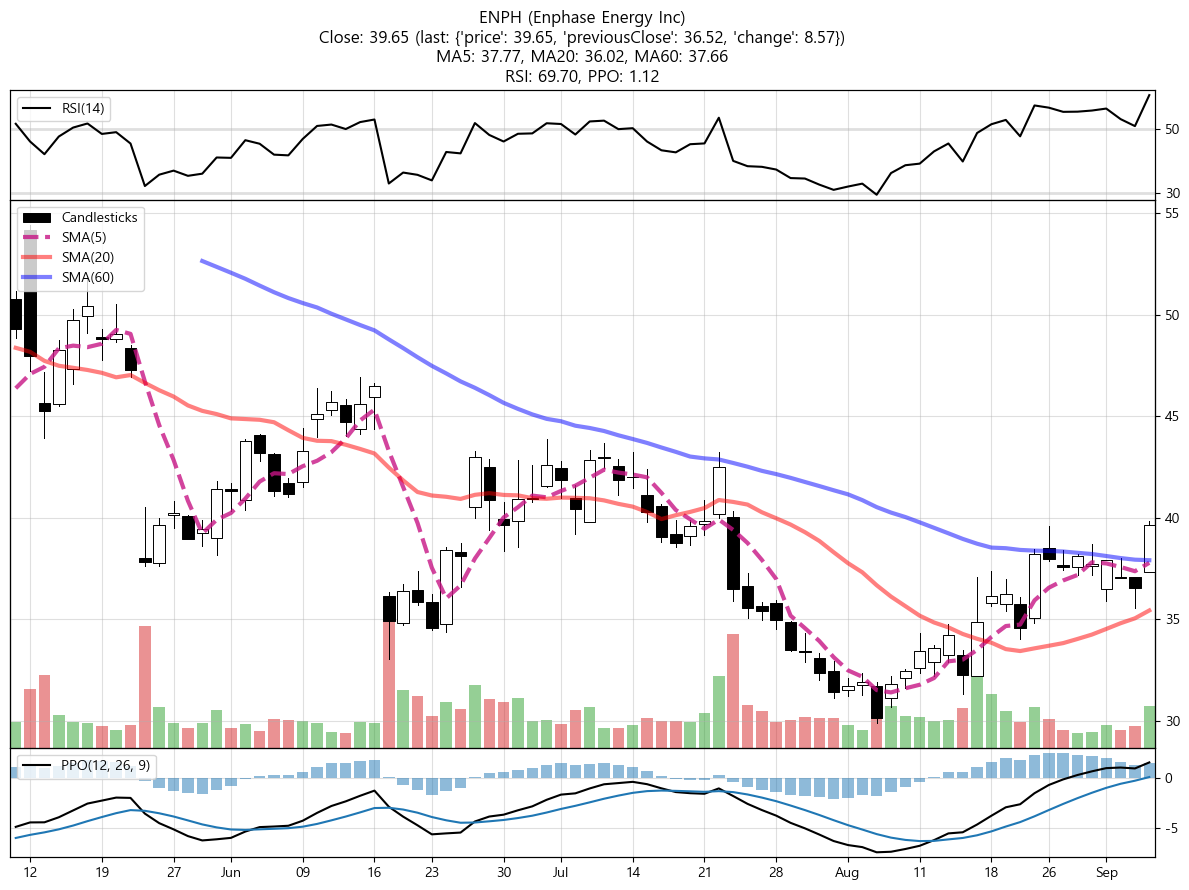 ENPH (Enphase Energy Inc)
Close: 39.65 (last: {'price': 39.65, 'previousClose': 36.52, 'change': 8.57})
MA5: 37.77, MA20: 36.02, MA60: 37.66
RSI: 69.70, PPO: 1.12
RSI(14)
50
30
Candlesticks
SMA(5)
SMA(20)
SMA(60)
55
50
45
40
35
30
PPO(12, 26, 9)
0
-5
12 19 27 Jun 09 16 23 30 Jul 14 21 28 Aug 11 18 26 Sep